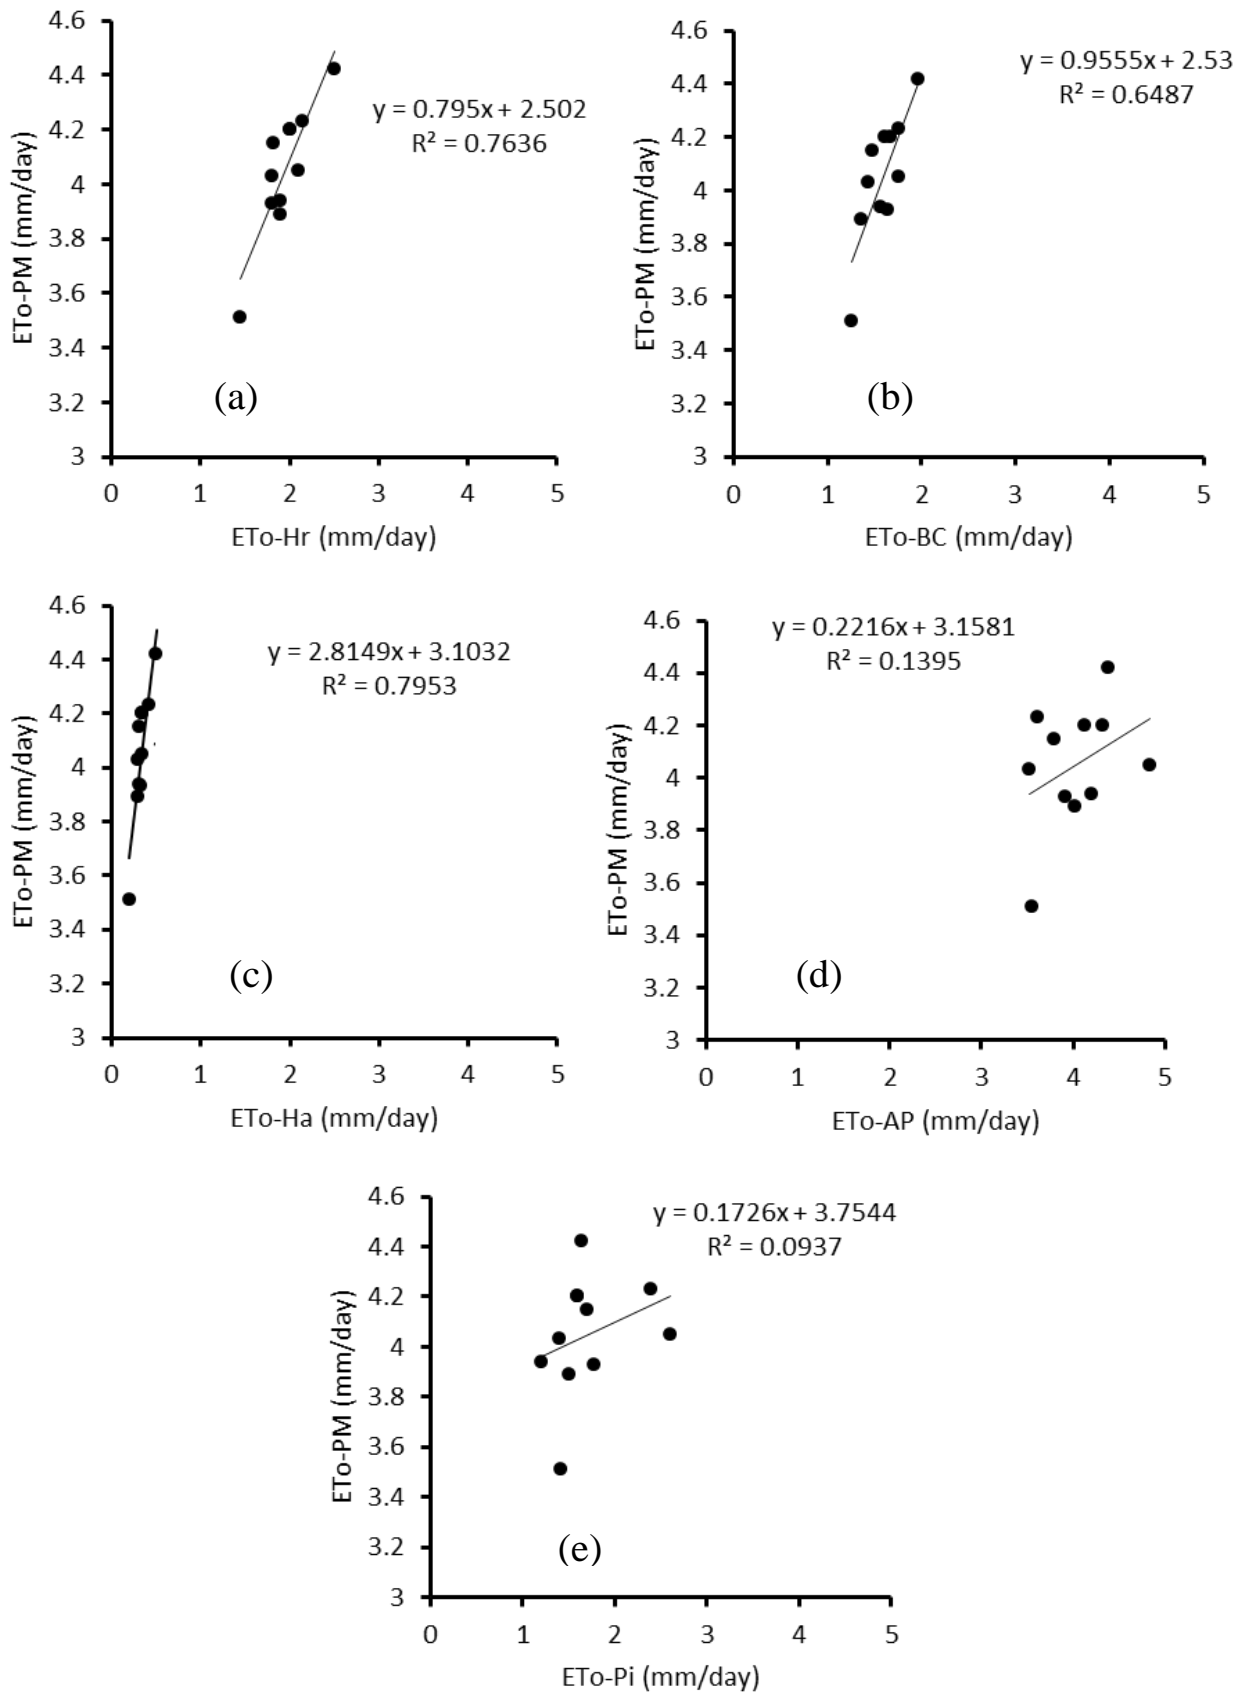 4.6
4.4
4.2
4
3.8
3.6
3.4
3.2
3
ETo-PM (mm/day)
y = 0.795x + 2.502
R² = 0.7636
(a)
0 1 2 3 4 5
ETo-Hr (mm/day)
4.6
4.4
4.2
4
3.8
3.6
3.4
3.2
3
ETo-PM (mm/day)
y = 0.9555x + 2.53
R² = 0.6487
(b)
0 1 2 3 4 5
ETo-BC (mm/day)
4.6
4.4
4.2
4
3.8
3.6
3.4
3.2
3
ETo-PM (mm/day)
y = 2.8149x + 3.1032
R² = 0.7953
(c)
0 1 2 3 4 5
ETo-Ha (mm/day)
4.6
4.4
4.2
4
3.8
3.6
3.4
3.2
3
ETo-PM (mm/day)
y = 0.2216x + 3.1581
R² = 0.1395
(d)
0 1 2 3 4 5
ETo-AP (mm/day)
4.6
4.4
4.2
4
3.8
3.6
3.4
3.2
3
ETo-PM (mm/day)
y = 0.1726x + 3.7544
R² = 0.0937
(e)
0 1 2 3 4 5
ETo-Pi (mm/day)